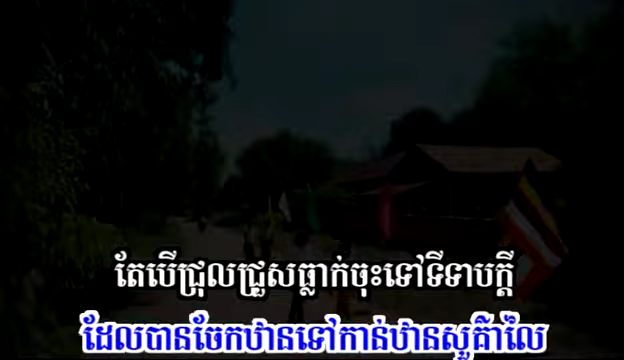 តែបើជ្រុលជ្រួសធ្លាក់ចុះទៅទីទាបក្តី
ដែលបានចែកឋានទៅកាន់ឋានសួគ៌ាល័យ